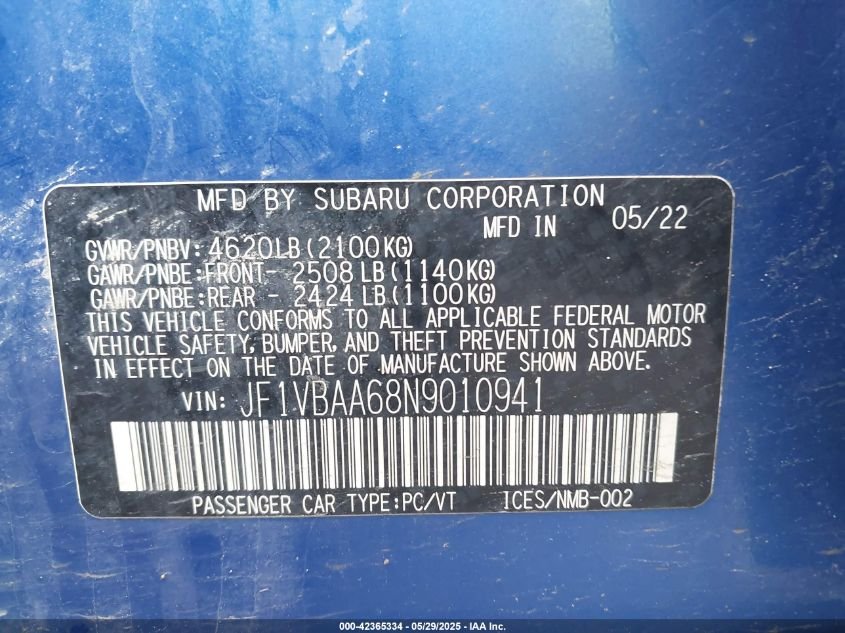 MFD BY SUBARU CORPORATION
MFD IN 05/22
GVWR/PNBV: 4620LB(2100KG)
GAWR/PNBE:FRONT- 2508 LB(1140KG)
GAWR/PNBE:REAR - 2424 LB(1100KG)
THIS VEHICLE CONFORMS TO ALL APPLICABLE FEDERAL MOTOR
VEHICLE SAFETY, BUMPER, AND THEFT PREVENTION STANDARDS
IN EFFECT ON THE DATE OF MANUFACTURE SHOWN ABOVE.
VIN: JF1VBAA68N9010941
PASSENGER CAR TYPE:PC/VT ICES/NMB-002
000-42365334 - 05/29/2025 - IAA Inc.